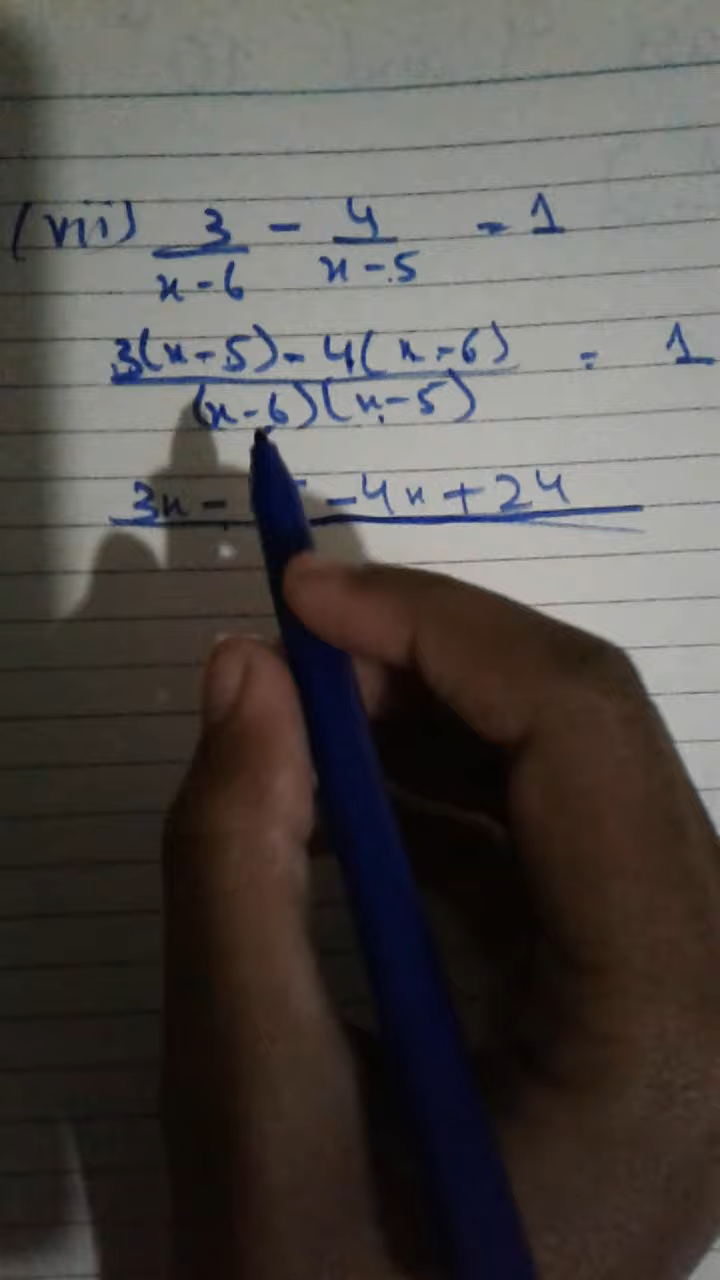 (vii) 3/(x-6) - 4/(x-5) = 1
3(x-5) - 4(x-6) / (x-6)(x-5) = 1
3x - -4x+24